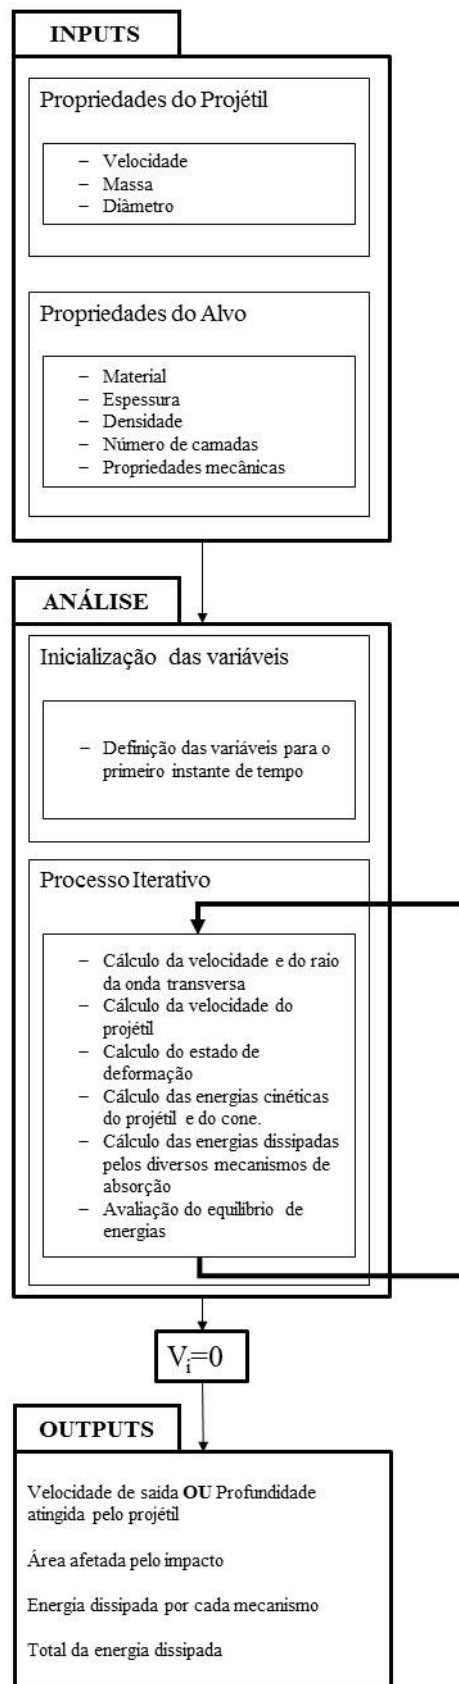 INPUTS
Propriedades do Projétil
– Velocidade
– Massa
– Diâmetro
Propriedades do Alvo
– Material
– Espessura
– Densidade
– Número de camadas
– Propriedades mecânicas
ANÁLISE
Inicialização das variáveis
– Definição das variáveis para o
primeiro instante de tempo
Processo Iterativo
– Cálculo da velocidade e do raio
da onda transversa
– Cálculo da velocidade do
projétil
– Calculo do estado de
deformação
– Cálculo das energias cinéticas
do projétil e do cone.
– Cálculo das energias dissipadas
pelos diversos mecanismos de
absorção
– Avaliação do equilíbrio de
energias
Vi=0
OUTPUTS
Velocidade de saída OU Profundidade
atingida pelo projétil
Área afetada pelo impacto
Energia dissipada por cada mecanismo
Total da energia dissipada